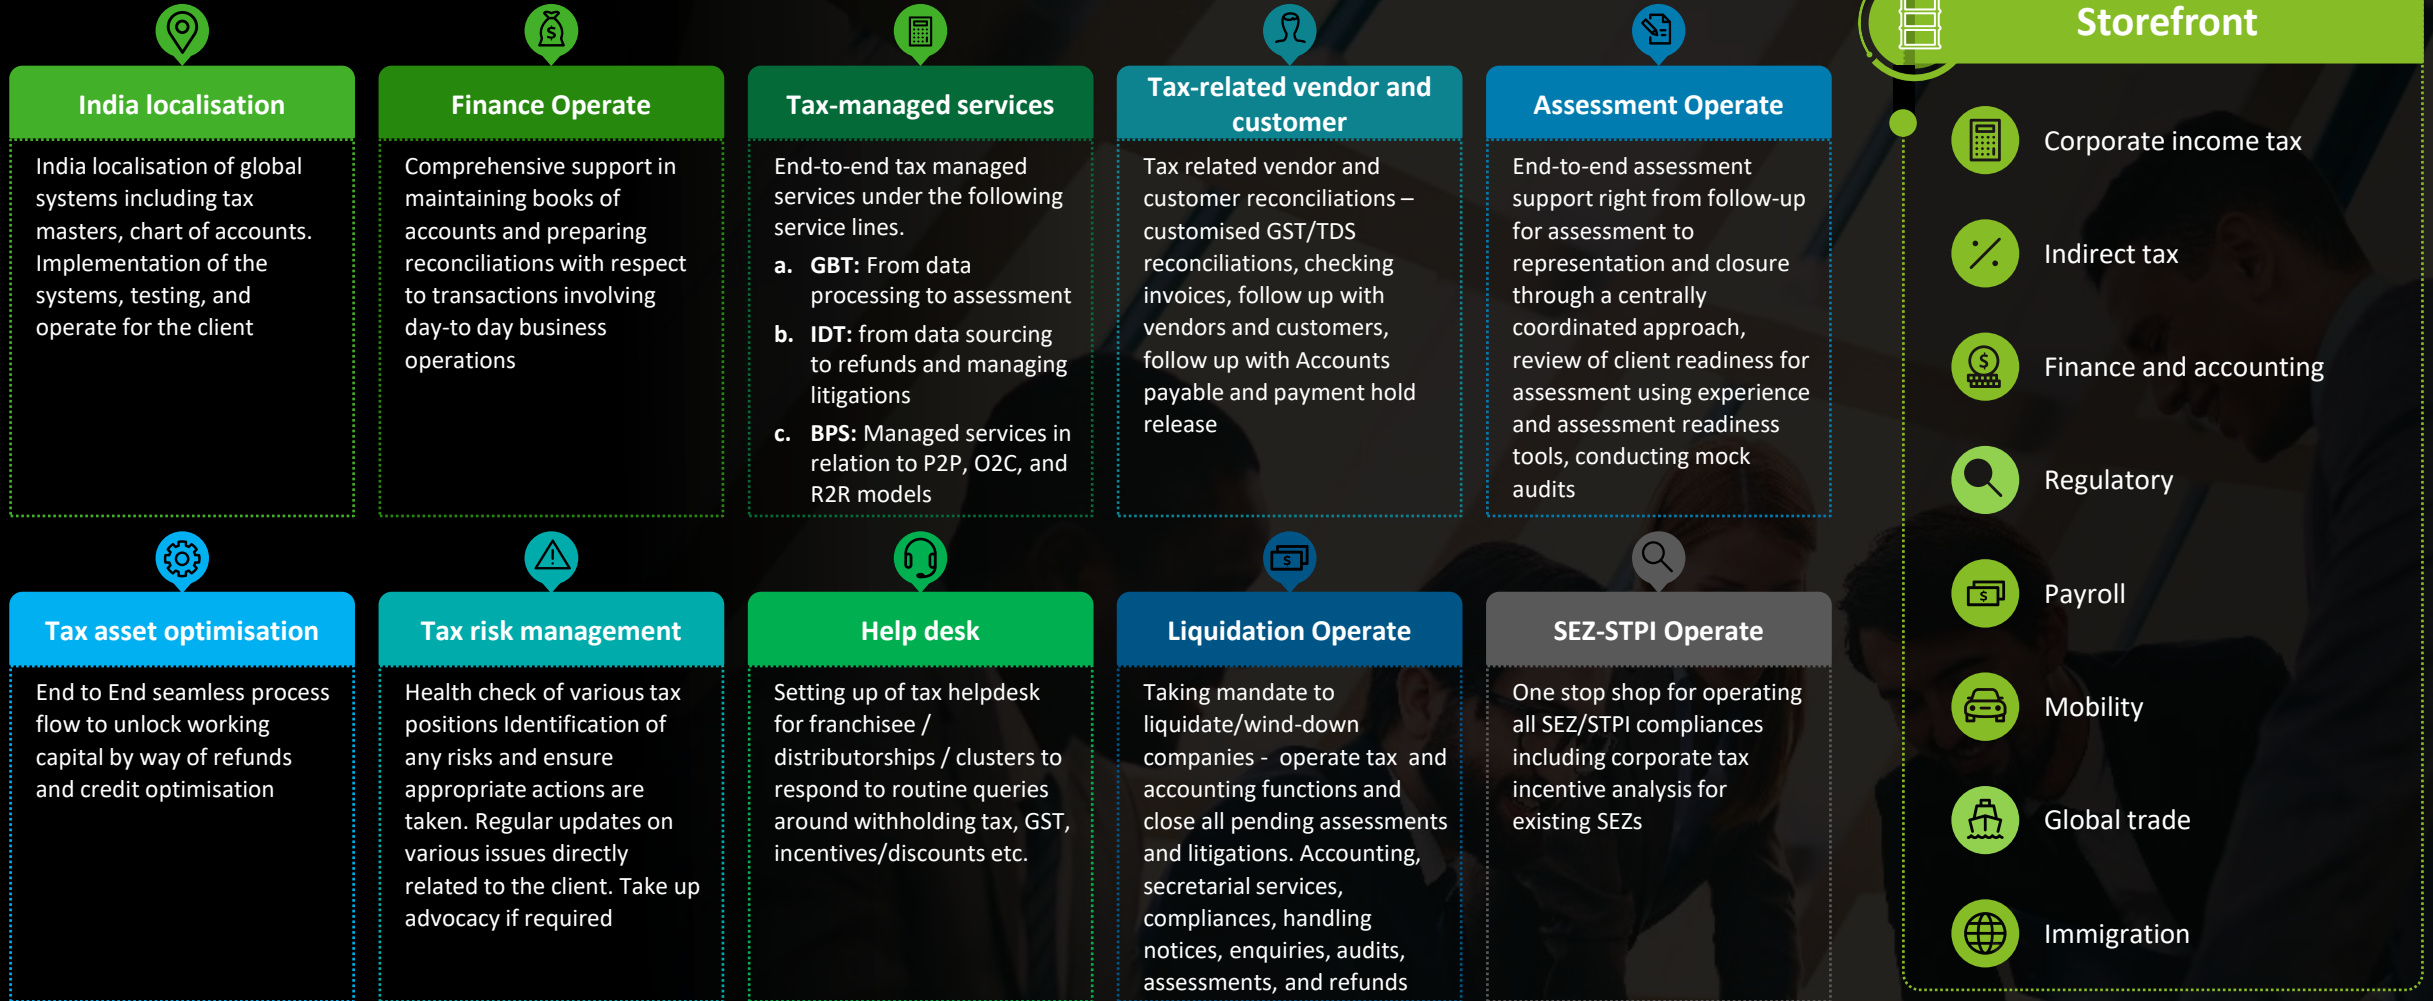 India localisation
India localisation of global
systems including tax
masters, chart of accounts.
Implementation of the
systems, testing, and
operate for the client
Finance Operate
Comprehensive support in
maintaining books of
accounts and preparing
reconciliations with respect
to transactions involving
day-to day business
operations
Tax-managed services
End-to-end tax managed
services under the following
service lines.
a. GBT: From data
processing to assessment
b. IDT: from data sourcing
to refunds and managing
litigations
c. BPS: Managed services in
relation to P2P, O2C, and
R2R models
Tax-related vendor and
customer
Tax related vendor and
customer reconciliations –
customised GST/TDS
reconciliations, checking
invoices, follow up with
vendors and customers,
follow up with Accounts
payable and payment hold
release
Assessment Operate
End-to-end assessment
support right from follow-up
for assessment to
representation and closure
through a centrally
coordinated approach,
review of client readiness for
assessment using experience
and assessment readiness
tools, conducting mock
audits
Tax asset optimisation
End to End seamless process
flow to unlock working
capital by way of refunds
and credit optimisation
Tax risk management
Health check of various tax
positions Identification of
any risks and ensure
appropriate actions are
taken. Regular updates on
various issues directly
related to the client. Take up
advocacy if required
Help desk
Setting up of tax helpdesk
for franchisee /
distributorships / clusters to
respond to routine queries
around withholding tax, GST,
incentives/discounts etc.
Liquidation Operate
Taking mandate to
liquidate/wind-down
companies - operate tax and
accounting functions and
close all pending assessments
and litigations. Accounting,
secretarial services,
compliances, handling
notices, enquiries, audits,
assessments, and refunds
SEZ-STPI Operate
One stop shop for operating
all SEZ/STPI compliances
including corporate tax
incentive analysis for
existing SEZs
Storefront
Corporate income tax
Indirect tax
Finance and accounting
Regulatory
Payroll
Mobility
Global trade
Immigration